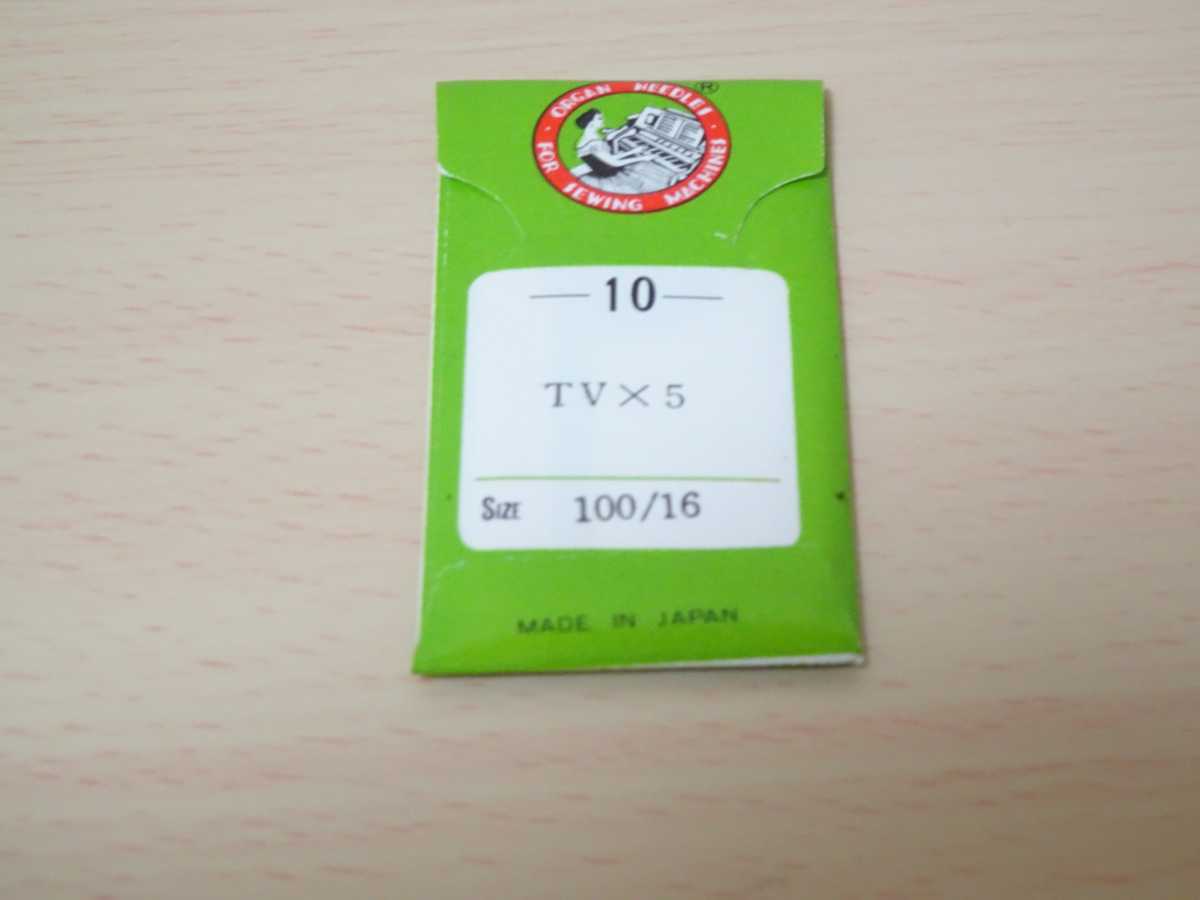 ORGAN NEEDLES ®
FOR SEWING MACHINES
10
TV×5
SIZE 100/16
MADE IN JAPAN